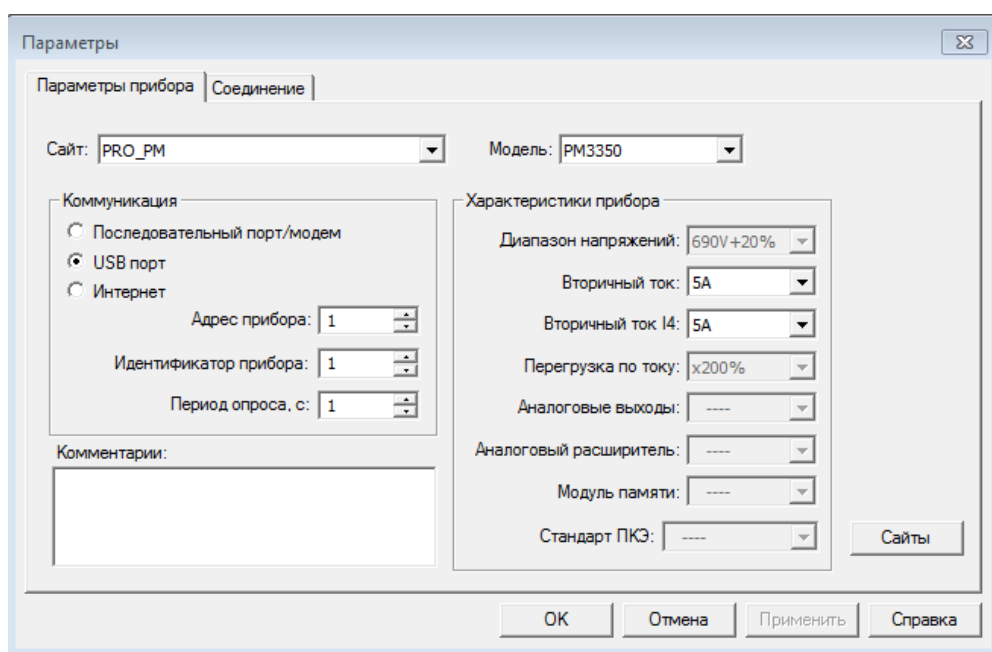 Параметры
Параметры прибора
Соединение
Сайт: PRO_PM
Модель: PM3350
Коммуникация
Последовательный порт/модем
USB порт
Интернет
Адрес прибора: 1
Идентификатор прибора: 1
Период опроса, с: 1
Комментарии:
Характеристики прибора
Диапазон напряжений: 690V+20%
Вторичный ток: 5A
Вторичный ток I4: 5A
Перегрузка по току: x200%
Аналоговые выходы: ----
Аналоговый расширитель: ----
Модуль памяти: ----
Стандарт ПКЭ: ----
Сайты
OK
Отмена
Применить
Справка